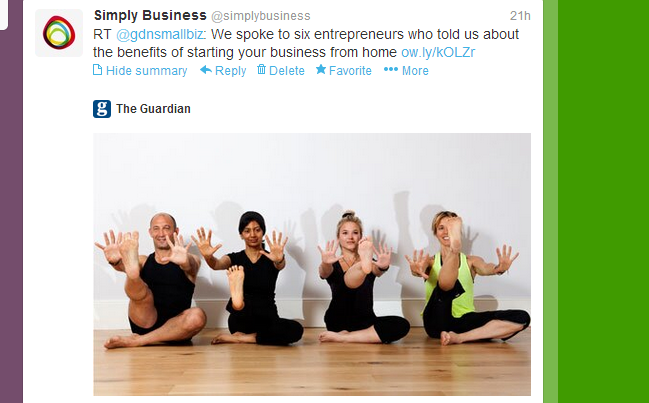 Simply Business @simplybusiness 21h
RT @gdnsmallbiz: We spoke to six entrepreneurs who told us about
the benefits of starting your business from home ow.ly/kOLZr
Hide summary Reply Delete Favorite More
g The Guardian